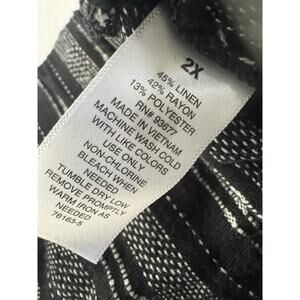 2X
45% LINEN
42% RAYON
13% POLYESTER
RN# 93677
MADE IN VIETNAM
MACHINE WASH COLD
WITH LIKE COLORS
USE ONLY
NON-CHLORINE
BLEACH WHEN
NEEDED
TUMBLE DRY LOW
REMOVE PROMPTLY
WARM IRON AS
NEEDED
76163-5